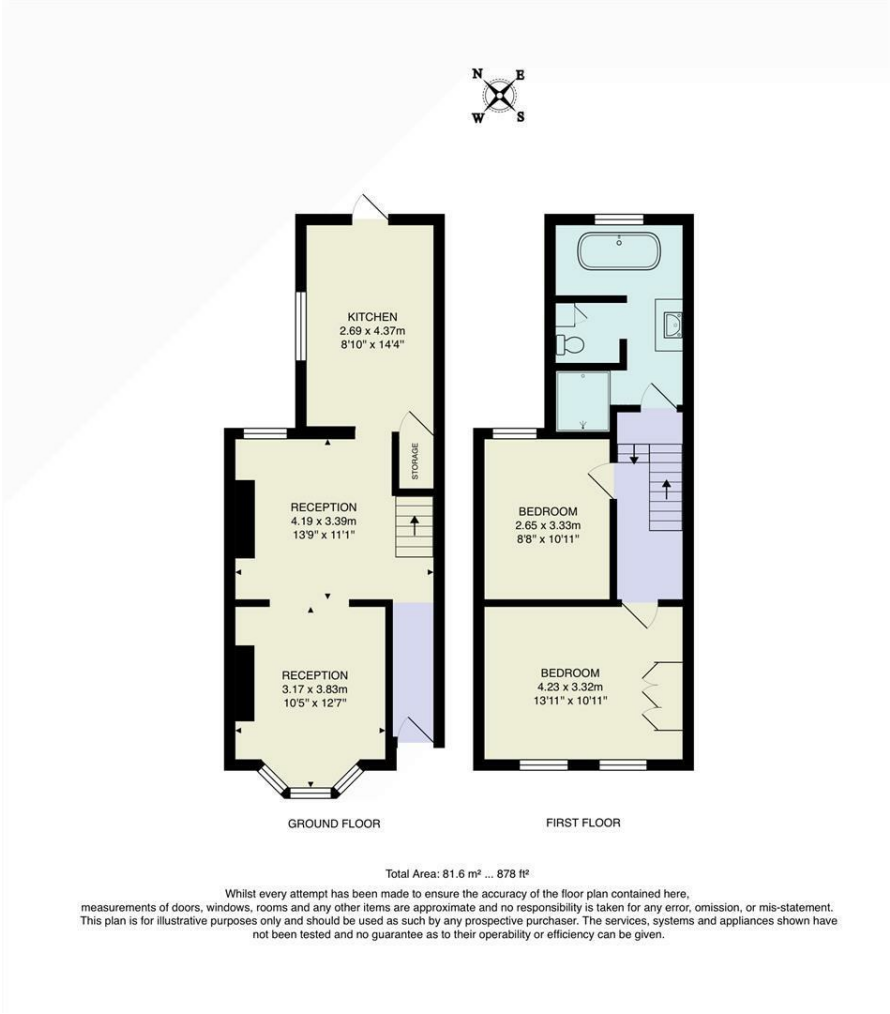 N E
W S
KITCHEN
2.69 x 4.37m
8'10" x 14'4"
STORAGE
RECEPTION
4.19 x 3.39m
13'9" x 11'1"
RECEPTION
3.17 x 3.83m
10'5" x 12'7"
GROUND FLOOR
BEDROOM
2.65 x 3.33m
8'8" x 10'11"
BEDROOM
4.23 x 3.32m
13'11" x 10'11"
FIRST FLOOR
Total Area: 81.6 m² ... 878 ft²
Whilst every attempt has been made to ensure the accuracy of the floor plan contained here,
measurements of doors, windows, rooms and any other items are approximate and no responsibility is taken for any error, omission, or mis-statement.
This plan is for illustrative purposes only and should be used as such by any prospective purchaser. The services, systems and appliances shown have
not been tested and no guarantee as to their operability or efficiency can be given.